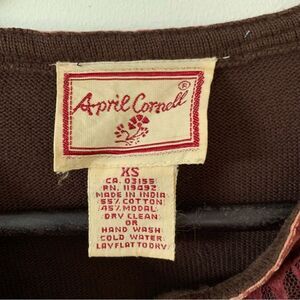 April Cornell ®
XS
CA. 03155
RN. 119492
MADE IN INDIA
55% COTTON
45% MODAL
DRY CLEAN
OR
HAND WASH
COLD WATER
LAY FLAT TO DRY